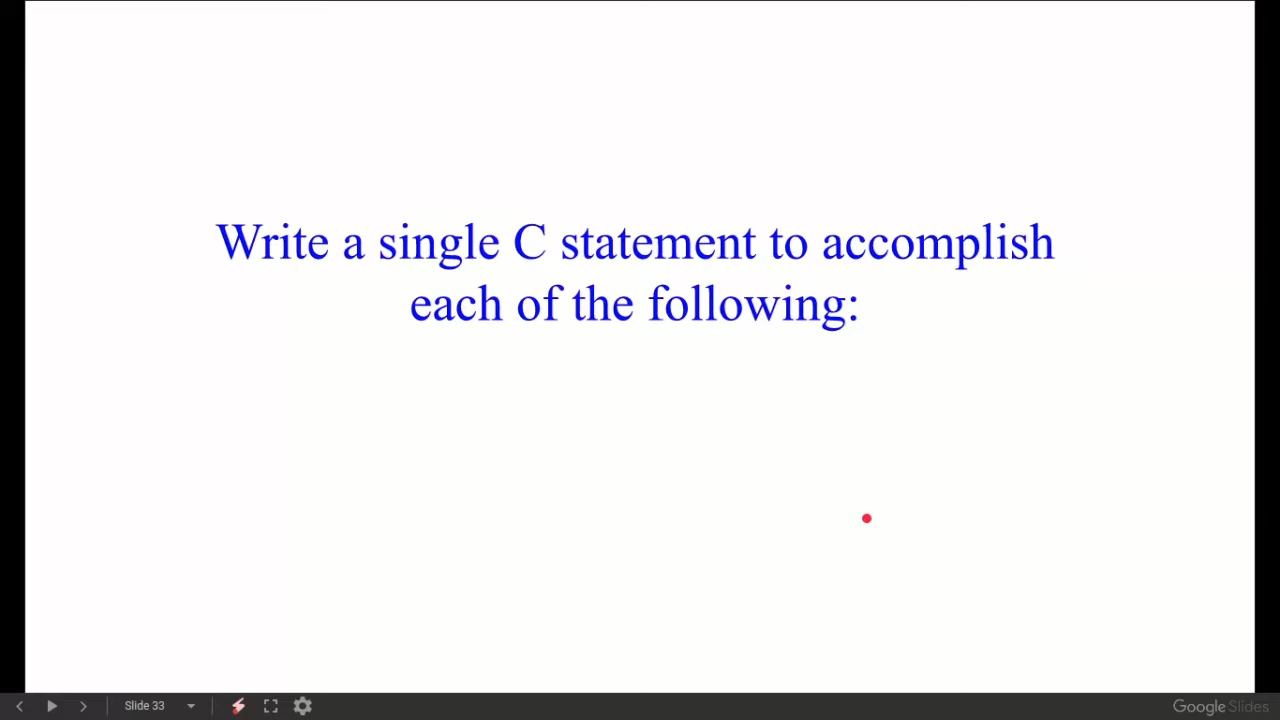 Write a single C statement to accomplish
each of the following:
Slide 33
Google Slides